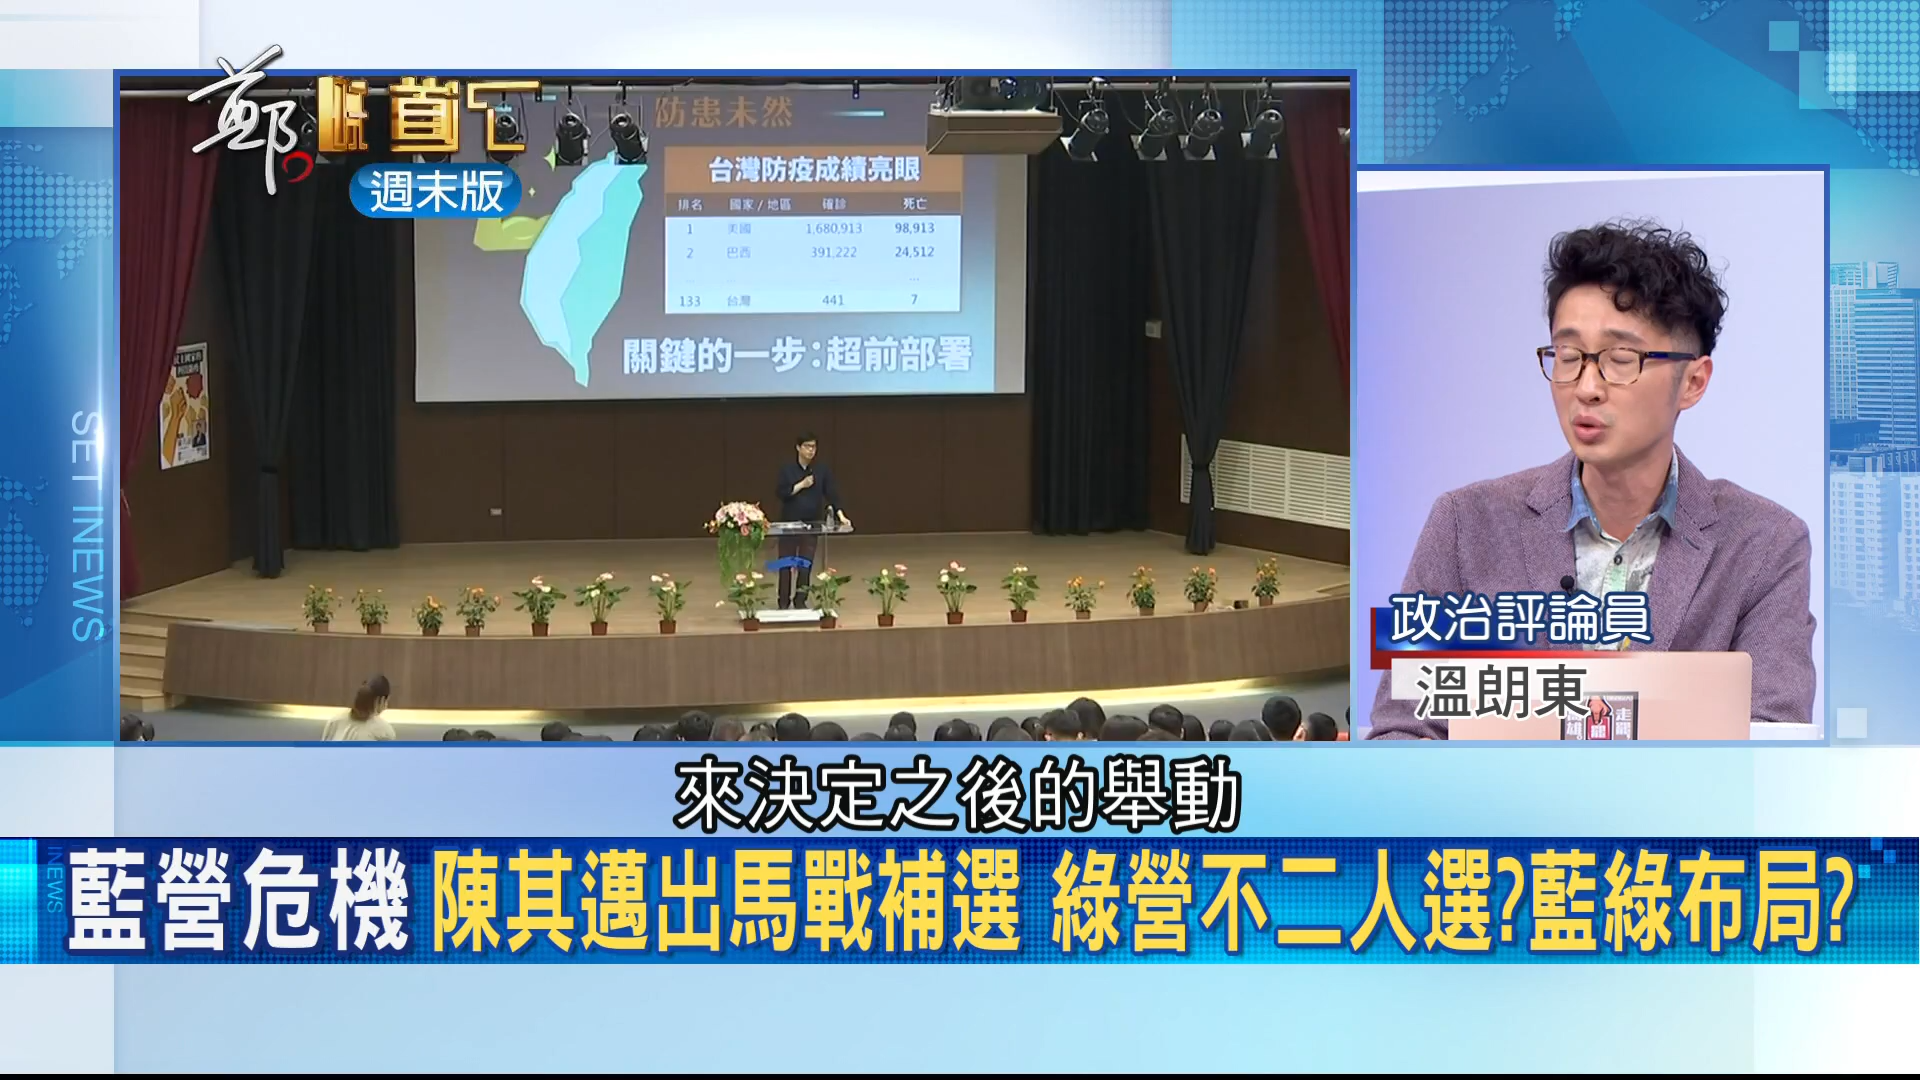 鄭
週末版
防患未然
台灣防疫成績亮眼
排名 國家/地區 確診 死亡
1 美國 1,680,913 98,913
2 巴西 391,222 24,512
... ... ...
133 台灣 441 7
關鍵的一步:超前部署
SET iNEWS
政治評論員
溫朗東
來決定之後的舉動
iNEWS
藍營危機 陳其邁出馬戰補選 綠營不二人選?藍綠布局?